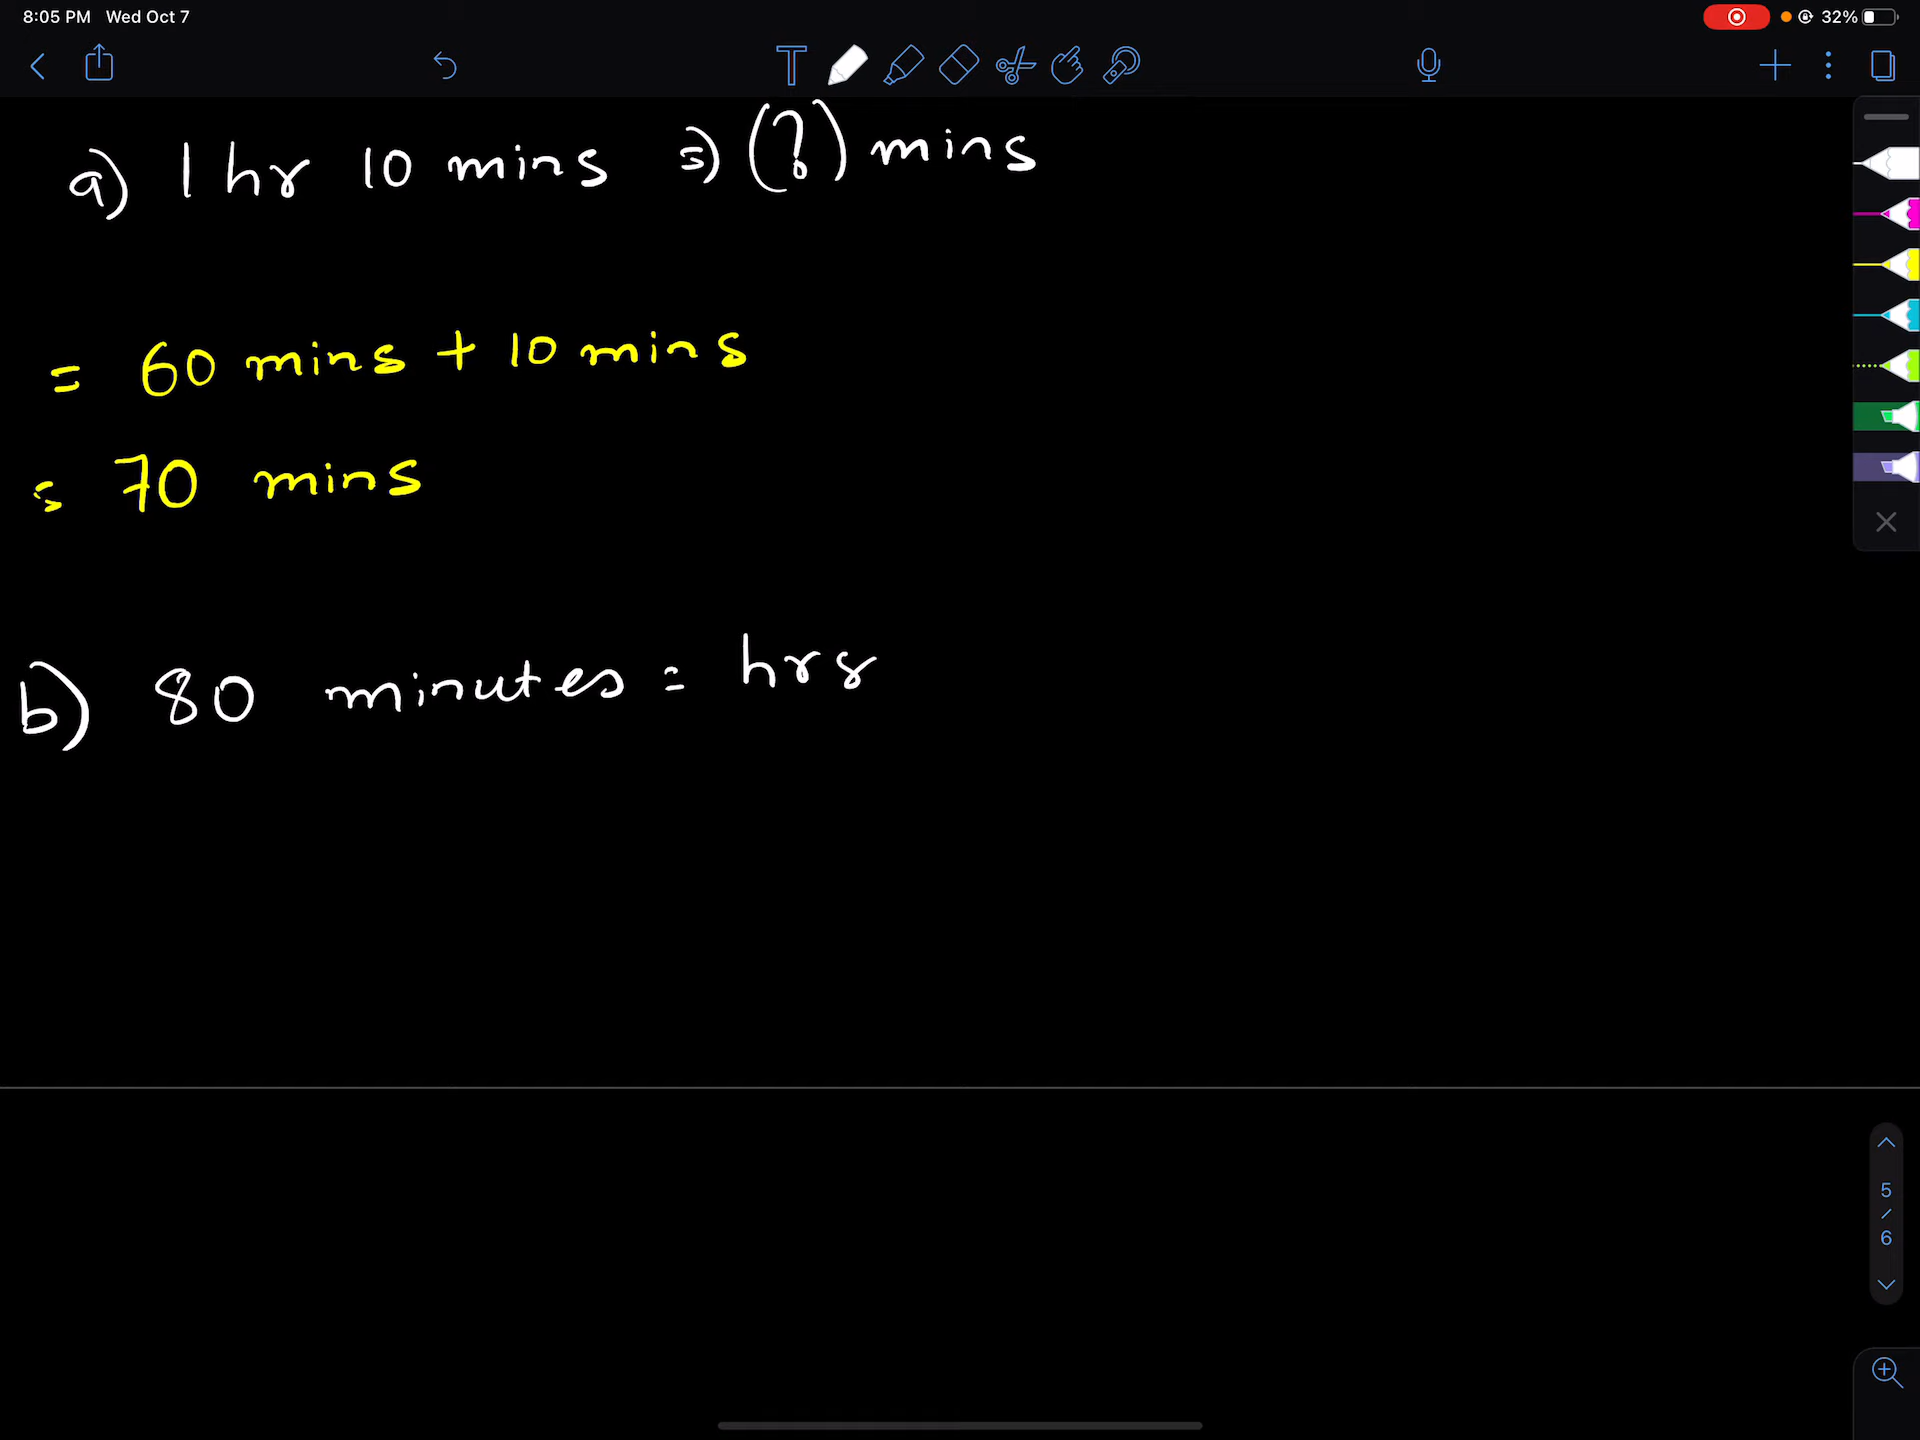 8:05 PM Wed Oct 7
32%
a) 1 hr 10 mins => (?) mins
= 60 mins + 10 mins
= 70 mins
b) 80 minutes = hrs
5
/
6